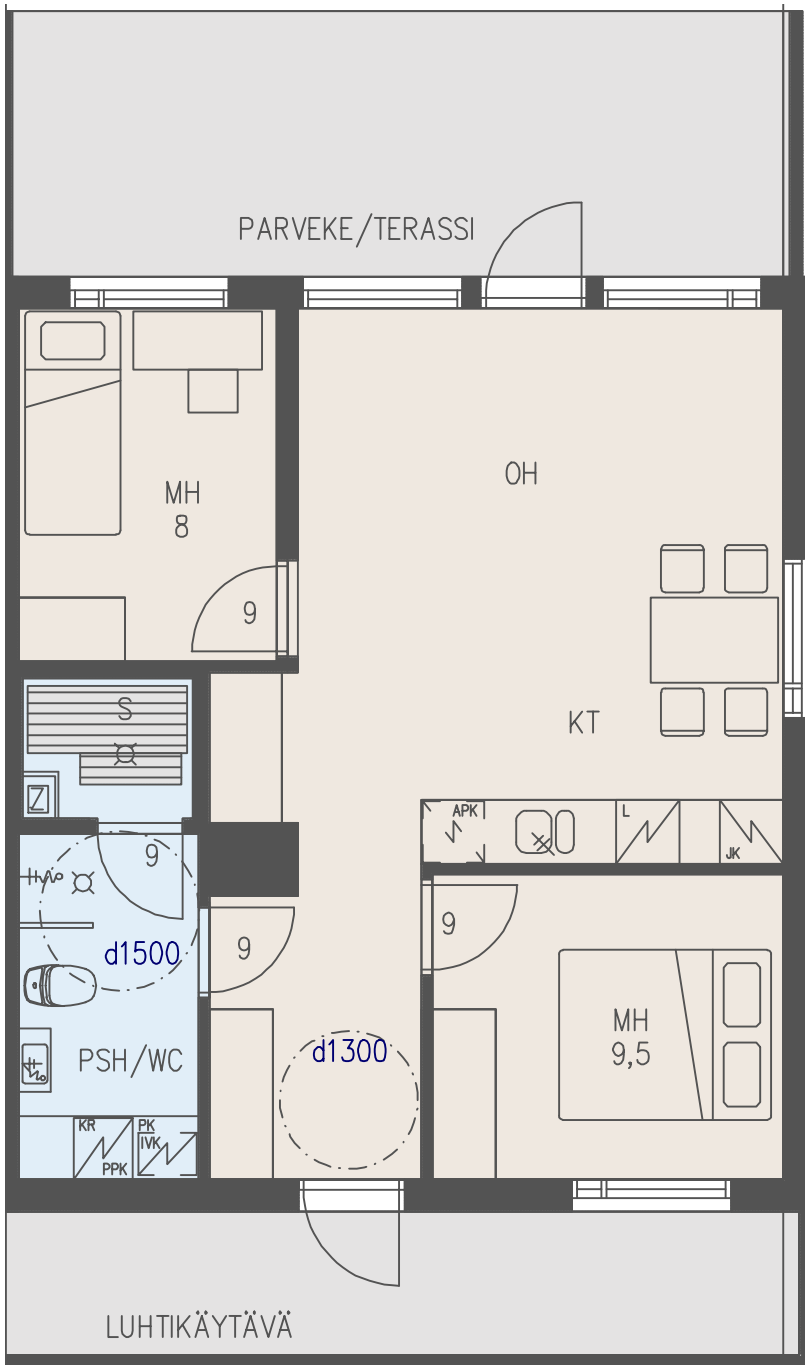 PARVEKE/TERASSI
OH
MH
8
9
S
KT
Z
APK
L
JK
9
d1500
9
9
MH
9,5
d1300
PSH/WC
KR
PPK
PK
IVK
LUHTIKÄYTÄVÄ